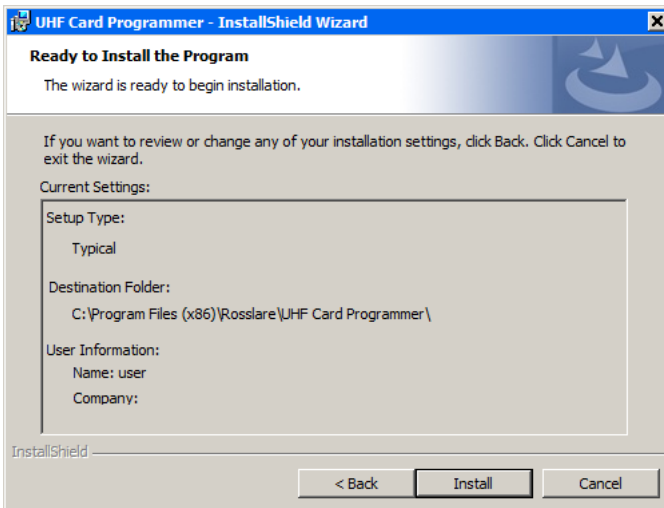 UHF Card Programmer - InstallShield Wizard
Ready to Install the Program
The wizard is ready to begin installation.
If you want to review or change any of your installation settings, click Back. Click Cancel to
exit the wizard.
Current Settings:
Setup Type:
Typical
Destination Folder:
C:\Program Files (x86)\Rosslare\UHF Card Programmer\
User Information:
Name: user
Company:
InstallShield
< Back Install Cancel